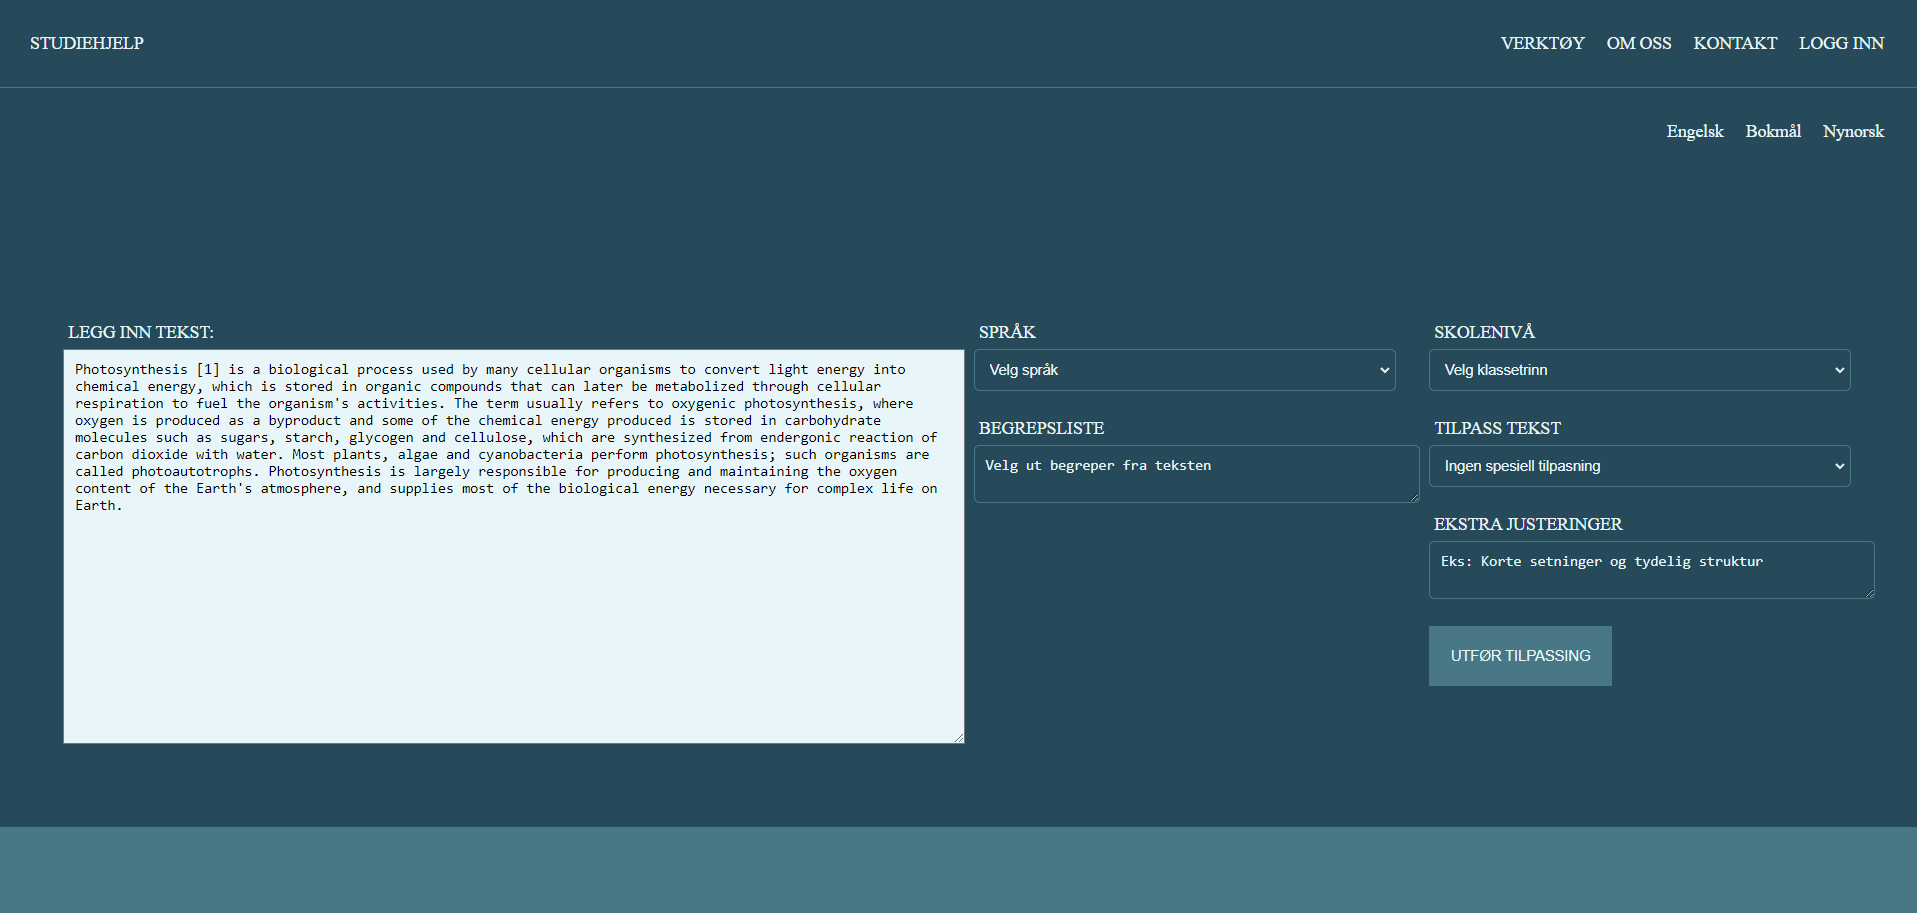 STUDIEHJELP
VERKTØY OM OSS KONTAKT LOGG INN
Engelsk Bokmål Nynorsk
LEGG INN TEKST:
Photosynthesis [1] is a biological process used by many cellular organisms to convert light energy into
chemical energy, which is stored in organic compounds that can later be metabolized through cellular
respiration to fuel the organism's activities. The term usually refers to oxygenic photosynthesis, where
oxygen is produced as a byproduct and some of the chemical energy produced is stored in carbohydrate
molecules such as sugars, starch, glycogen and cellulose, which are synthesized from endergonic reaction of
carbon dioxide with water. Most plants, algae and cyanobacteria perform photosynthesis; such organisms are
called photoautotrophs. Photosynthesis is largely responsible for producing and maintaining the oxygen
content of the Earth's atmosphere, and supplies most of the biological energy necessary for complex life on
Earth.
SPRÅK
Velg språk
BEGREPSLISTE
Velg ut begreper fra teksten
SKOLENIVÅ
Velg klassetrinn
TILPASS TEKST
Ingen spesiell tilpasning
EKSTRA JUSTERINGER
Eks: Korte setninger og tydelig struktur
UTFØR TILPASSING